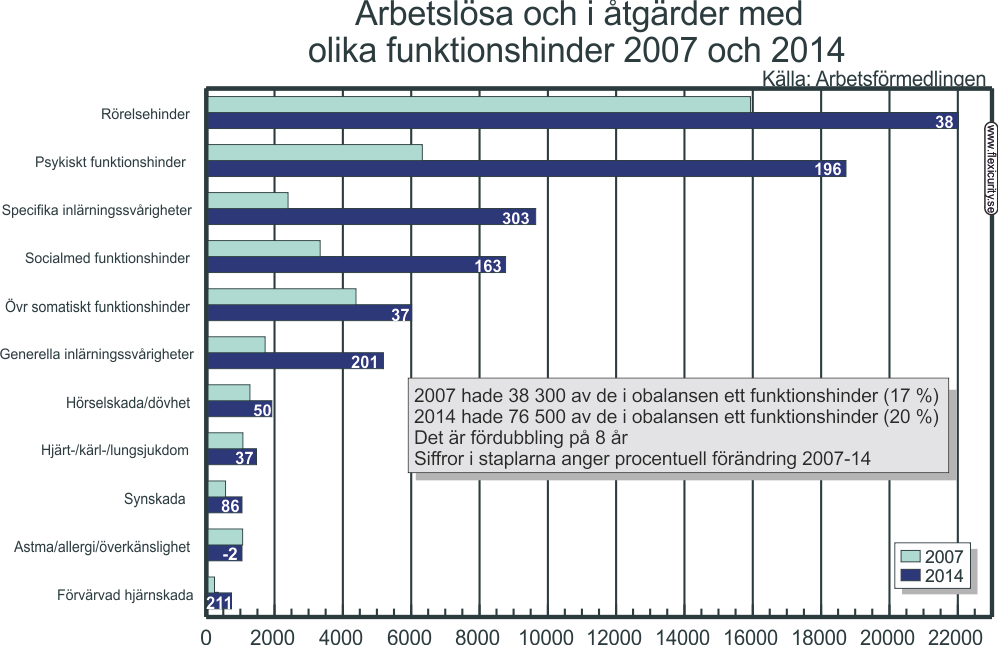 Arbetslösa och i åtgärder med
olika funktionshinder 2007 och 2014
Källa: Arbetsförmedlingen
www.flexicurity.se
Rörelsehinder 38
Psykiskt funktionshinder 196
Specifika inlärningssvårigheter 303
Socialmed funktionshinder 163
Övr somatiskt funktionshinder 37
Generella inlärningssvårigheter 201
Hörselskada/dövhet 50
Hjärt-/kärl-/lungsjukdom 37
Synskada 86
Astma/allergi/överkänslighet -2
Förvärvad hjärnskada 211
2007 hade 38 300 av de i obalansen ett funktionshinder (17 %)
2014 hade 76 500 av de i obalansen ett funktionshinder (20 %)
Det är fördubbling på 8 år
Siffror i staplarna anger procentuell förändring 2007-14
2007
2014
0 2000 4000 6000 8000 10000 12000 14000 16000 18000 20000 22000